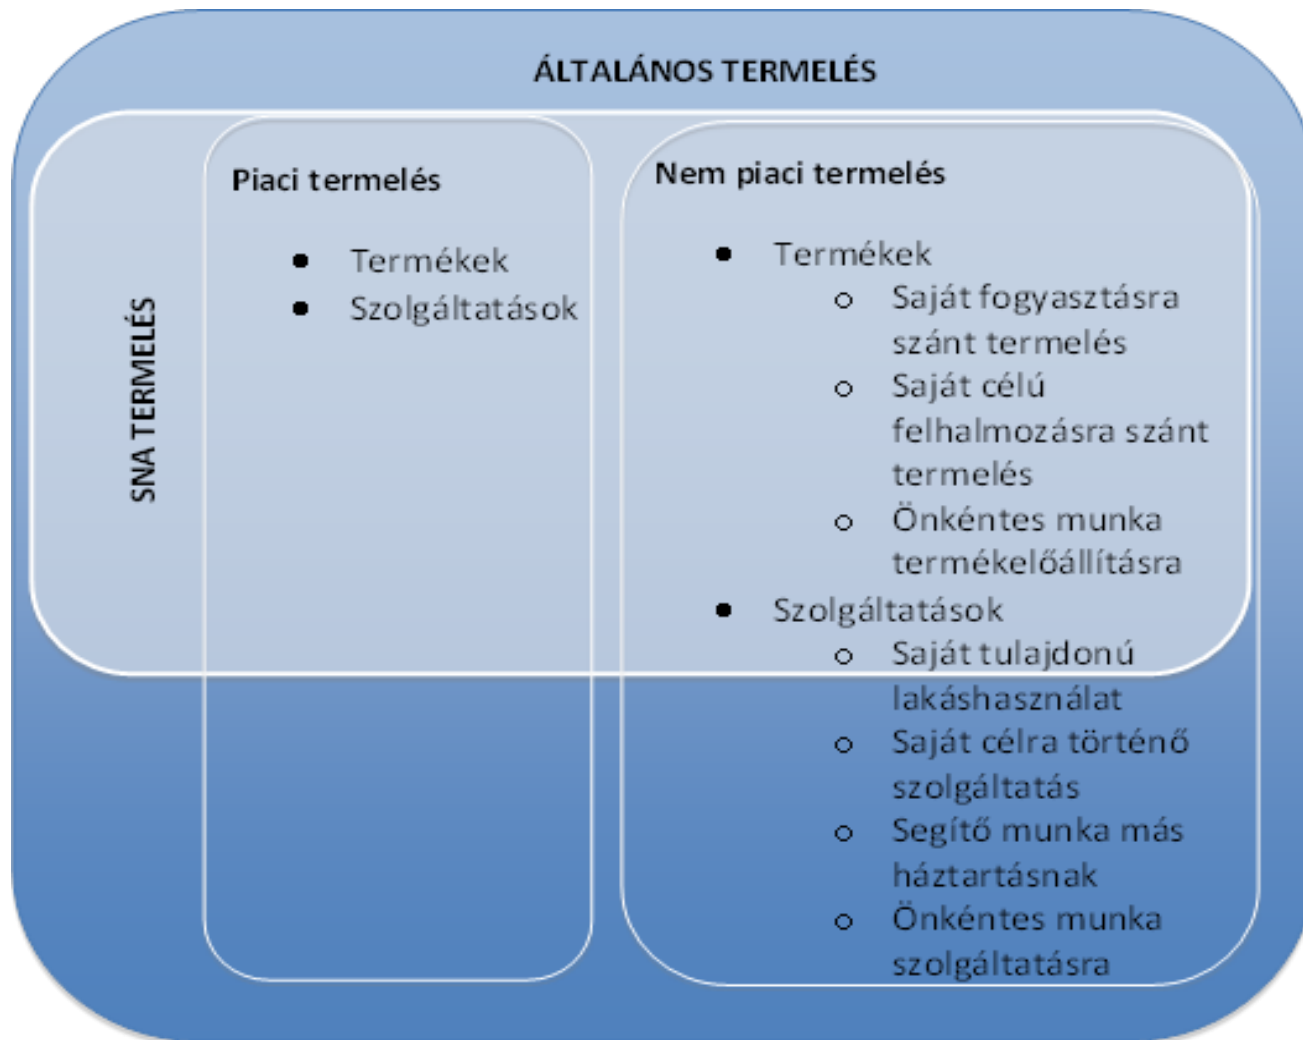 ÁLTALÁNOS TERMELÉS
SNA TERMELÉS
Piaci termelés
● Termékek
● Szolgáltatások
Nem piaci termelés
● Termékek
○ Saját fogyasztásra
szánt termelés
○ Saját célú
felhalmozásra szánt
termelés
○ Önkéntes munka
termékelőállításra
● Szolgáltatások
○ Saját tulajdonú
lakáshasználat
○ Saját célra történő
szolgáltatás
○ Segítő munka más
háztartásnak
○ Önkéntes munka
szolgáltatásra